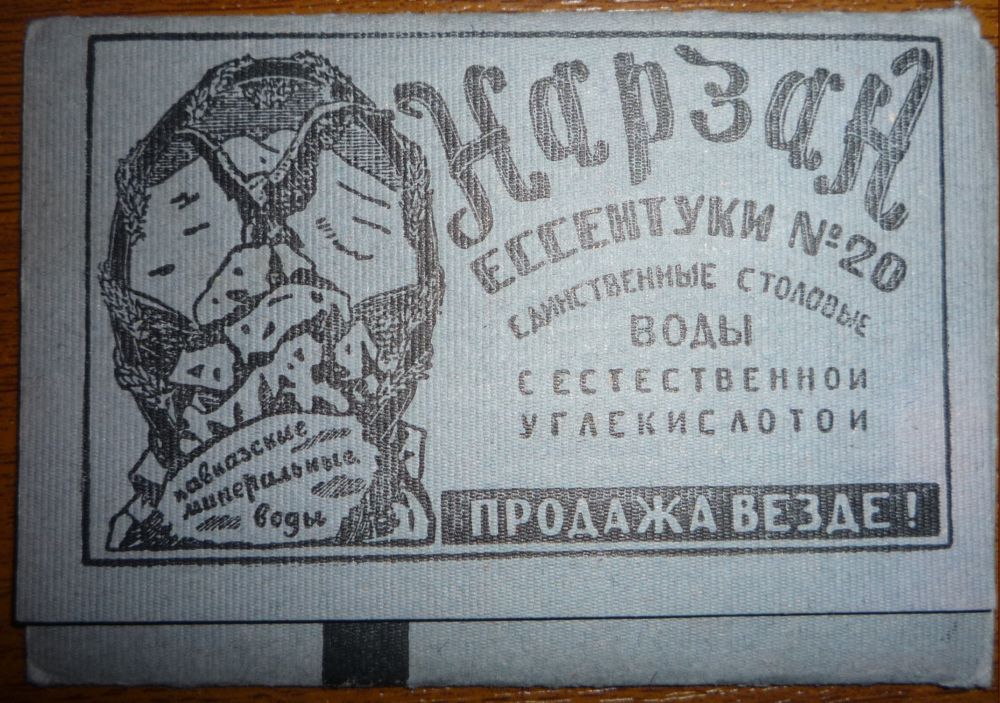 Нарзан
ЕССЕНТУКИ №20
ЕДИНСТВЕННЫЕ СТОЛОВЫЕ
ВОДЫ
С ЕСТЕСТВЕННОЙ
УГЛЕКИСЛОТОЙ
ПРОДАЖА ВЕЗДЕ!
кавказские
минеральные
воды